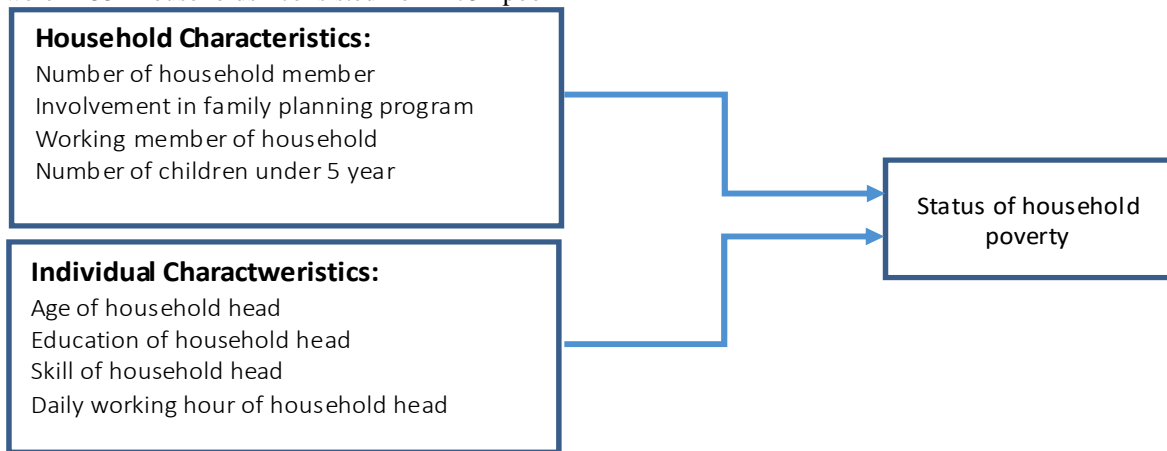 Household Characteristics:
Number of household member
Involvement in family planning program
Working member of household
Number of children under 5 year
Individual Charactweristics:
Age of household head
Education of household head
Skill of household head
Daily working hour of household head
Status of household
poverty